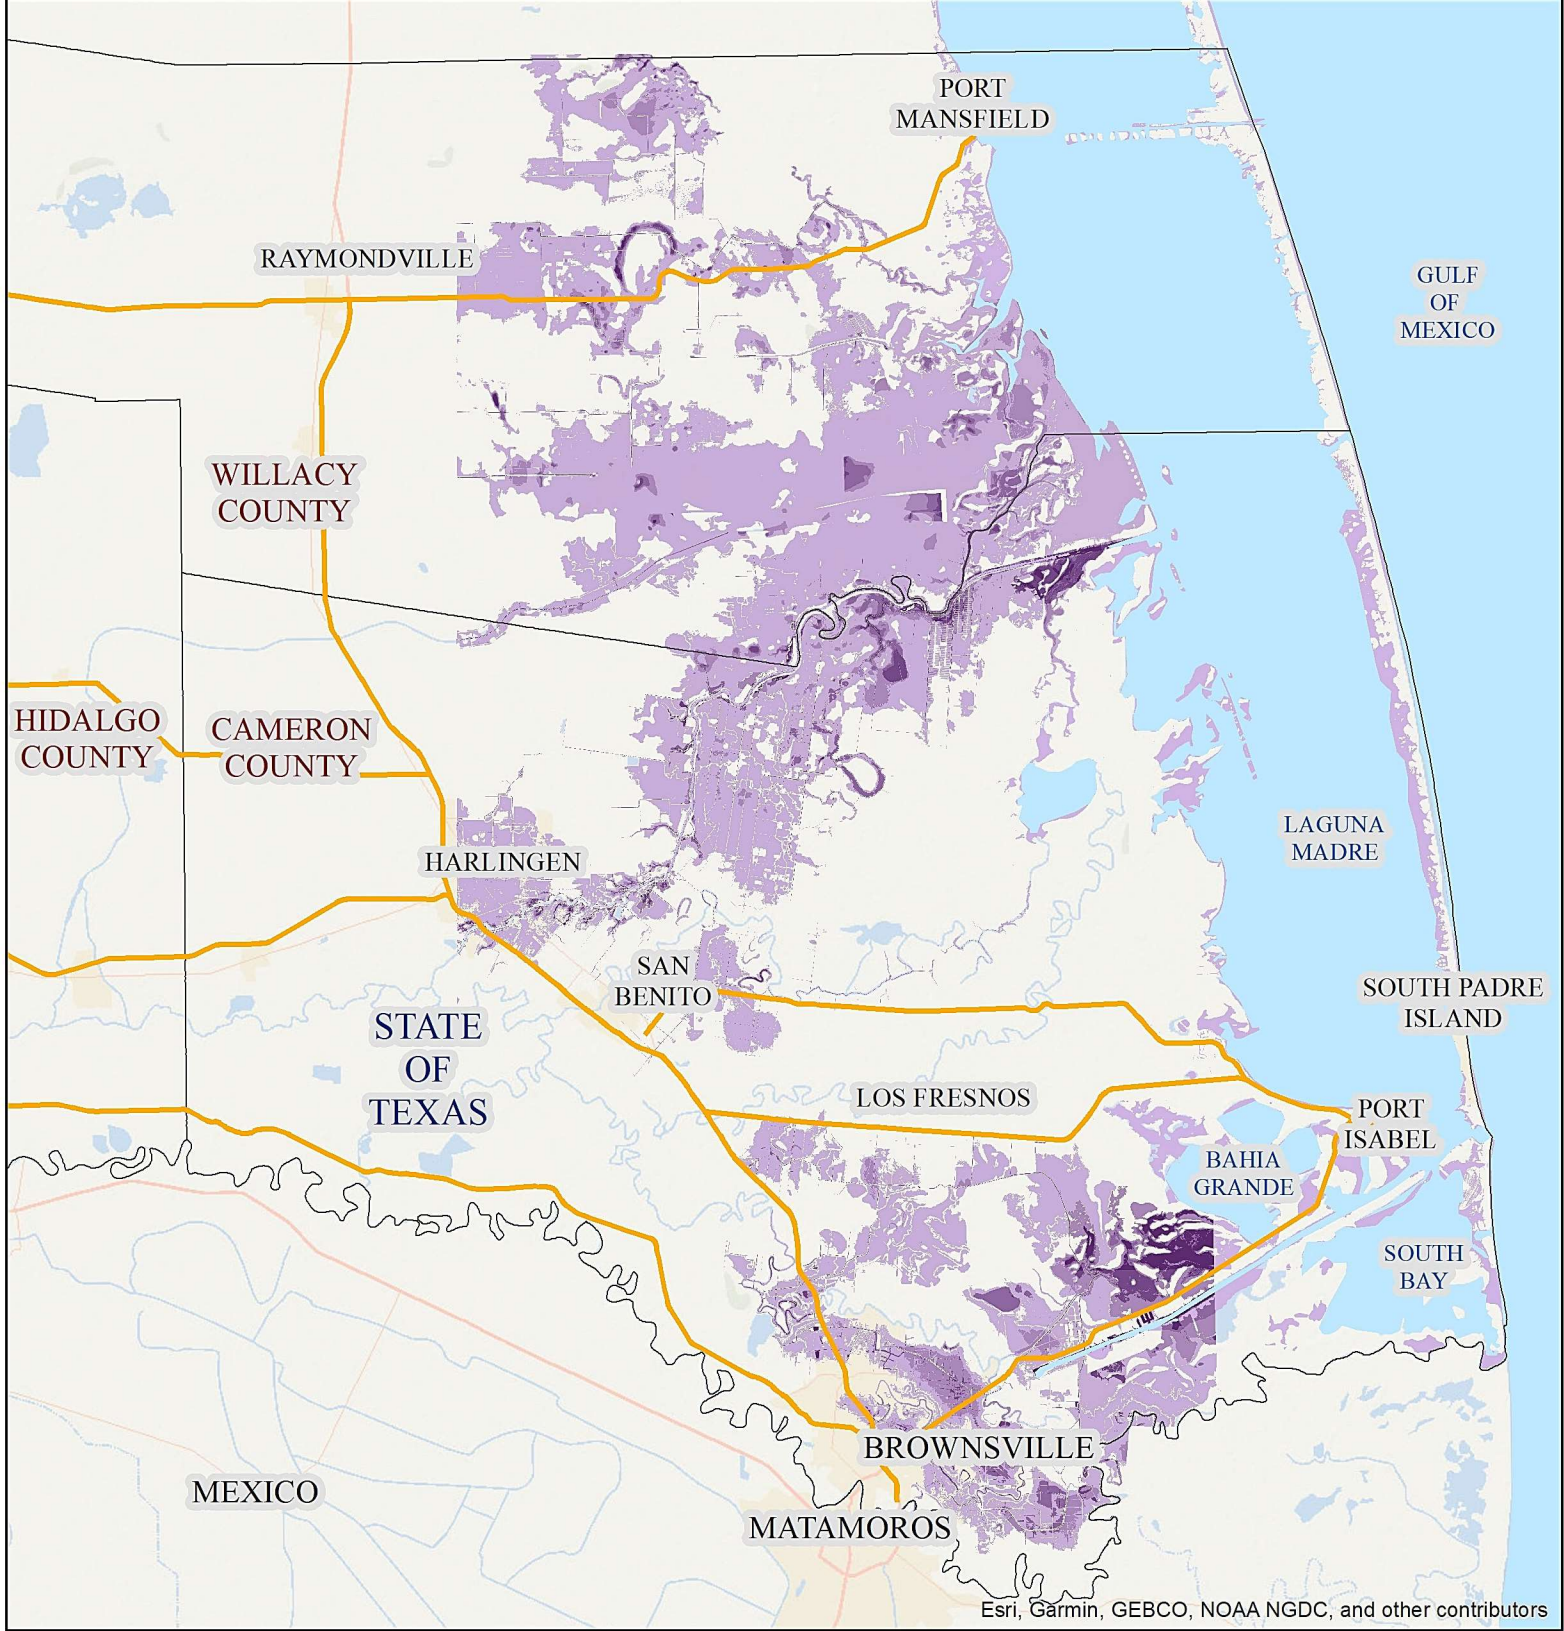 PORT
MANSFIELD
RAYMONDVILLE
GULF
OF
MEXICO
WILLACY
COUNTY
HIDALGO
COUNTY
CAMERON
COUNTY
LAGUNA
MADRE
HARLINGEN
SAN
BENITO
SOUTH PADRE
ISLAND
STATE
OF
TEXAS
LOS FRESNOS
PORT
ISABEL
BAHIA
GRANDE
SOUTH
BAY
BROWNSVILLE
MEXICO
MATAMOROS
Esri, Garmin, GEBCO, NOAA NGDC, and other contributors